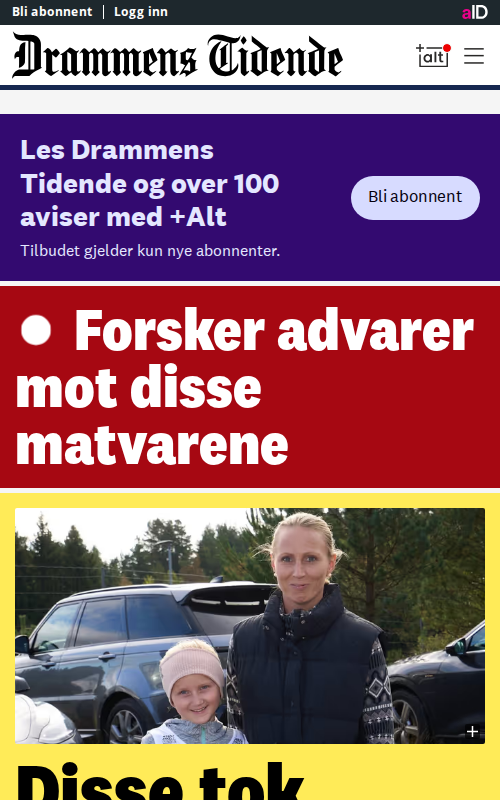 Bli abonnent
Logg inn
aID
Drammens Tidende
+alt
Les Drammens
Tidende og over 100
aviser med +Alt
Bli abonnent
Tilbudet gjelder kun nye abonnenter.
Forsker advarer
mot disse
matvarene
Disse tok